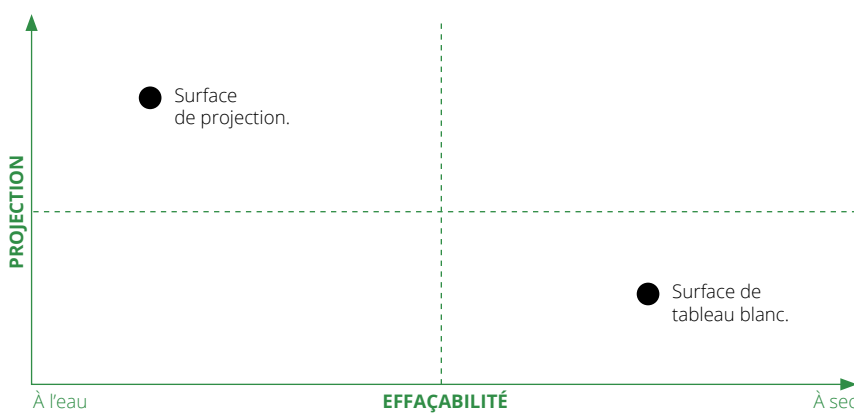 Surface
de projection.
PROJECTION
Surface de
tableau blanc.
À l'eau
EFFAÇABILITÉ
À sec